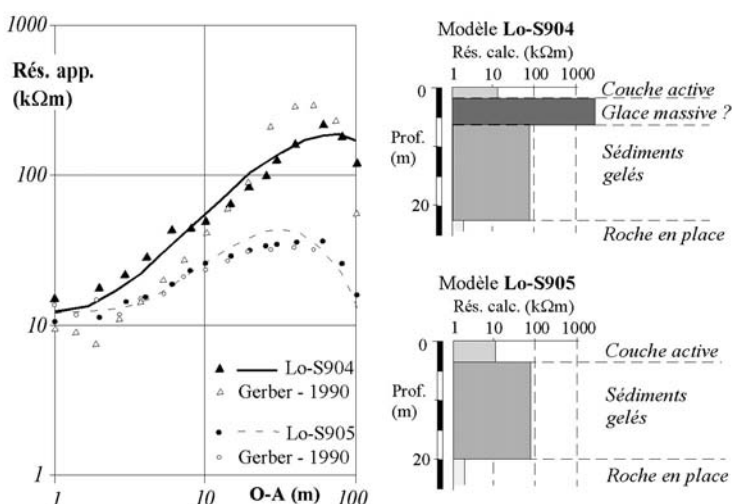 1000
Rés. app.
(kΩm)
100
10
1
1
10
O-A (m)
100
Lo-S904
Gerber - 1990
Lo-S905
Gerber - 1990
Modèle Lo-S904
Rés. calc. (kΩm)
1 10 100 1000
0
Prof.
(m)
20
Couche active
Glace massive ?
Sédiments
gelés
Roche en place
Modèle Lo-S905
Rés. calc. (kΩm)
1 10 100 1000
0
Prof.
(m)
20
Couche active
Sédiments
gelés
Roche en place